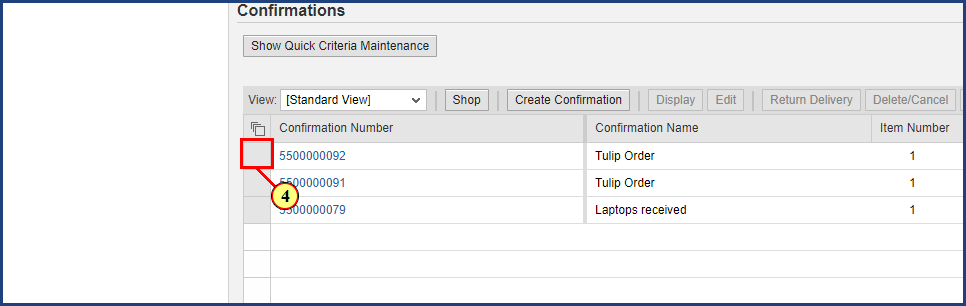 Confirmations
Show Quick Criteria Maintenance
View: [Standard View] Shop Create Confirmation Display Edit Return Delivery Delete/Cancel
Confirmation Number Confirmation Name Item Number
5500000092 Tulip Order 1
5500000091 Tulip Order 1
4
5500000079 Laptops received 1